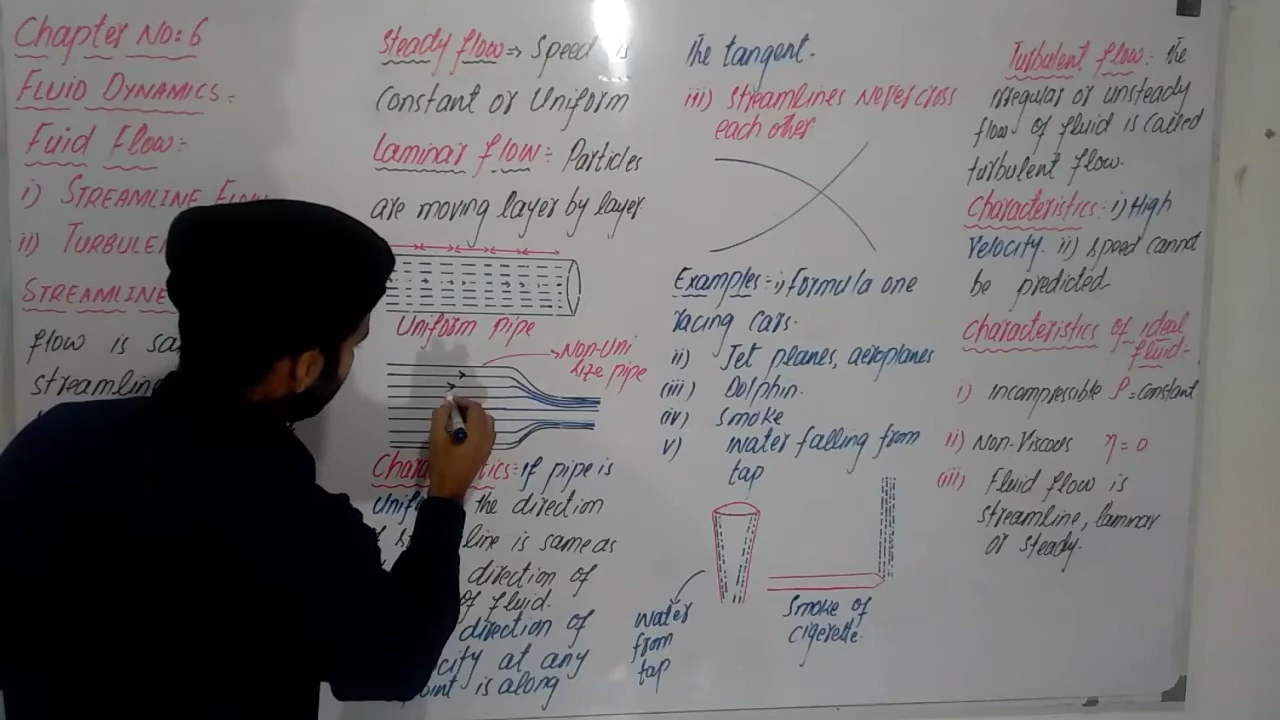 Chapter No: 6
FLUID DYNAMICS:
Fuid Flow:
i) STREAMLINE
ii)
STREAMLINE
flow is
streamline
Steady flow ⇒ Speed is
Constant or Uniform
Laminar flow: Particles
are moving layer by layer
Uniform pipe
Non-Uni
size pipe
If pipe is
the direction
line is same as
direction of
of fluid.
direction of
at any
is along
the tangent.
iii) Streamlines never cross
each other.
Examples: i) Formula one
racing cars.
ii) Jet planes, aeroplanes
(iii) Dolphin.
(iv) Smoke
v) Water falling from
tap
Water
from
tap
Smoke of
cigerette.
Turbulent flow: The
irregular or unsteady
flow of fluid is called
turbulent flow.
Characteristics: i) High
Velocity. ii) Speed cannot
be predicted
Characteristics of ideal
fluid:
i) Incompressible ρ = constant
ii) Non-Viscous η = 0
(iii) Fluid flow is
streamline, laminar
or steady.